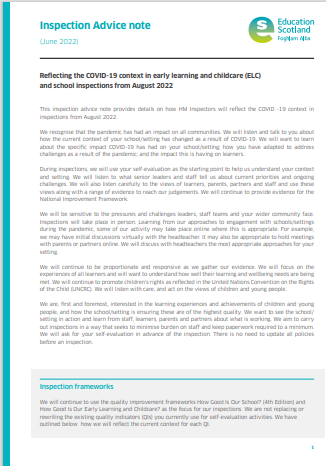 Inspection Advice note
(June 2022)
Education
Scotland
Foghlam Alba
Reflecting the COVID-19 context in early learning and childcare (ELC)
and school inspections from August 2022
This inspection advice note provides details on how HM Inspectors will reflect the COVID -19 context in
inspections from August 2022.
We recognise that the pandemic has had an impact on all communities. We will listen and talk to you about
how the current context of your school/setting has changed as a result of COVID-19. We will want to learn
about the specific impact COVID-19 has had on your school/setting how you have adapted to address
challenges as a result of the pandemic; and the impact this is having on learners.
During inspections, we will use your self-evaluation as the starting point to help us understand your context
and setting. We will listen to what senior leaders and staff tell us about current priorities and ongoing
challenges. We will also listen carefully to the views of learners, parents, partners and staff and use these
views along with a range of evidence to reach our judgements. We will continue to provide evidence for the
National Improvement Framework.
We will be sensitive to the pressures and challenges leaders, staff teams and your wider community face.
Inspections will take place in person. Learning from our approaches to engagement with schools/settings
during the pandemic, some of our activity may take place online where this is appropriate. For example,
we may have initial discussions virtually with the headteacher. It may also be appropriate to hold meetings
with parents or partners online. We will discuss with headteachers the most appropriate approaches for your
setting.
We will continue to be proportionate and responsive as we gather our evidence. We will focus on the
experiences of all learners and will want to understand how well their learning and wellbeing needs are being
met. We will continue to promote children's rights as reflected in the United Nations Convention on the Rights
of the Child (UNCRC). We will listen with care, and act on the views of children and young people.
We are, first and foremost, interested in the learning experiences and achievements of children and young
people, and how the school/setting is ensuring these are of the highest quality. We want to see the school/
setting in action and learn from staff, learners, parents and partners about what is working. We aim to carry
out inspections in a way that seeks to minimise burden on staff and keep paperwork required to a minimum.
We will ask for your self-evaluation in advance of the inspection. There is no need to update all policies
before an inspection.
Inspection frameworks
We will continue to use the quality improvement frameworks How Good Is Our School? (4th Edition) and
How Good Is Our Early Learning and Childcare? as the focus for our inspections. We are not replacing or
rewriting the existing quality indicators (QIs) you currently use for self-evaluation activities. We have
outlined below how we will reflect the current context for each QI:
1